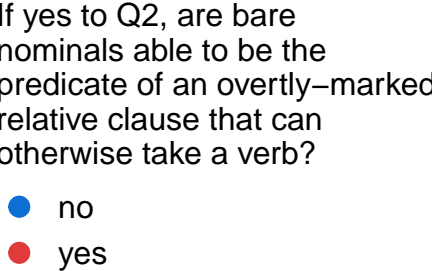 If yes to Q2, are bare
nominals able to be the
predicate of an overtly−marked
relative clause that can
otherwise take a verb?
no
yes